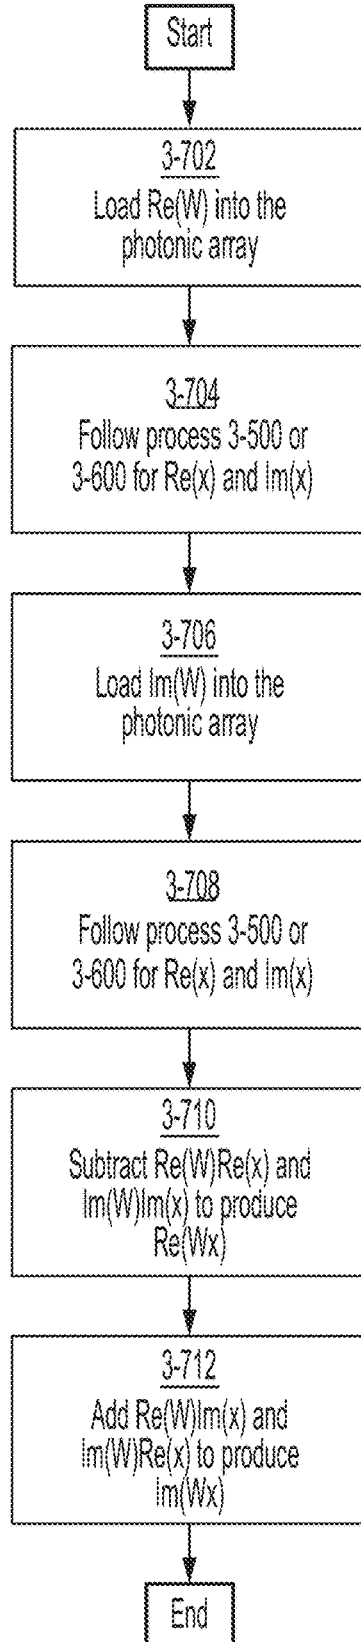 Start
3-702
Load Re(W) into the
photonic array
3-704
Follow process 3-500 or
3-600 for Re(x) and Im(x)
3-706
Load Im(W) into the
photonic array
3-708
Follow process 3-500 or
3-600 for Re(x) and Im(x)
3-710
Subtract Re(W)Re(x) and
Im(W)Im(x) to produce
Re(Wx)
3-712
Add Re(W)Im(x) and
Im(W)Re(x) to produce
Im(Wx)
End